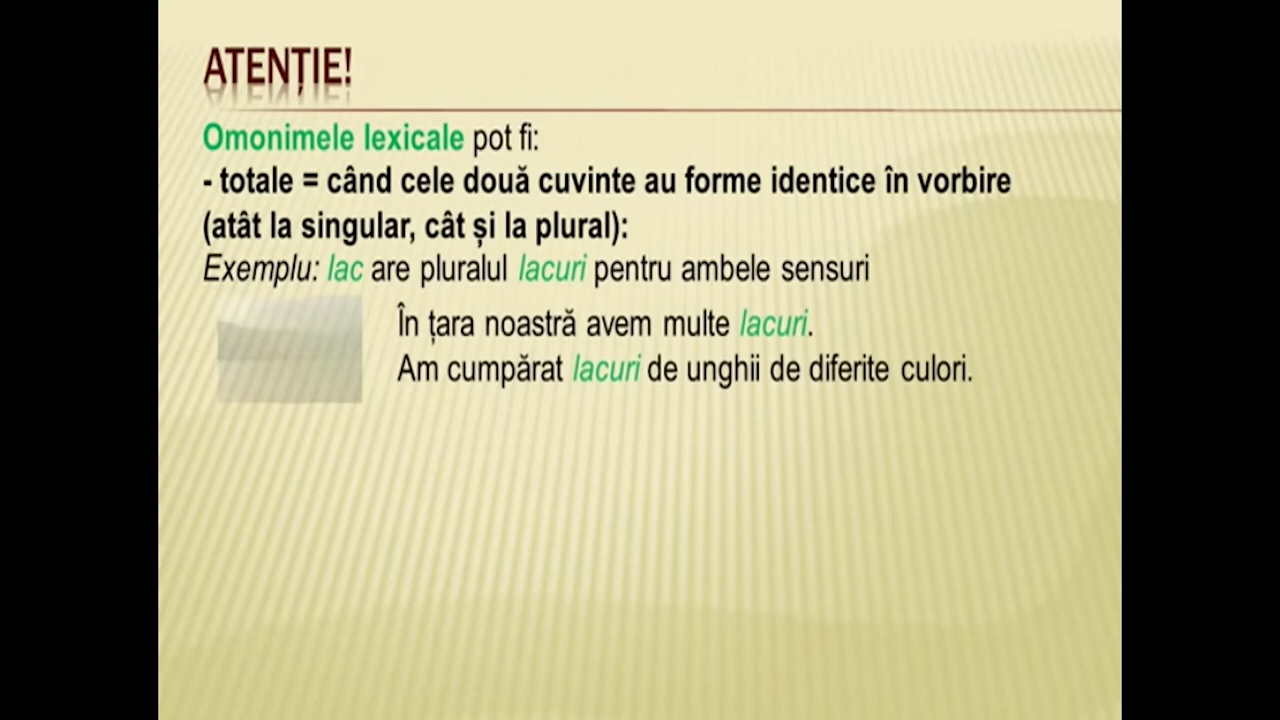 ATENȚIE!
Omonimele lexicale pot fi:
- totale = când cele două cuvinte au forme identice în vorbire
(atât la singular, cât și la plural):
Exemplu: lac are pluralul lacuri pentru ambele sensuri
În țara noastră avem multe lacuri.
Am cumpărat lacuri de unghii de diferite culori.